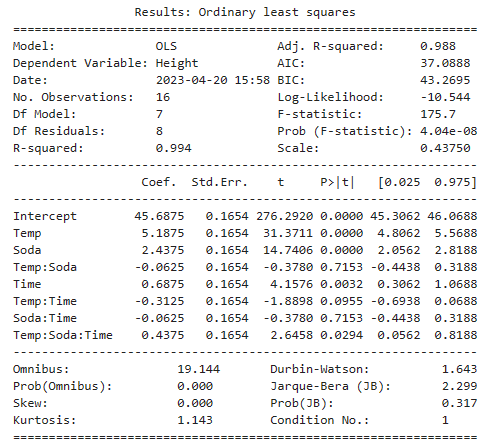 Results: Ordinary least squares
==================================================================
Model: OLS Adj. R-squared: 0.988
Dependent Variable: Height AIC: 37.0888
Date: 2023-04-20 15:58 BIC: 43.2695
No. Observations: 16 Log-Likelihood: -10.544
Df Model: 7 F-statistic: 175.7
Df Residuals: 8 Prob (F-statistic): 4.04e-08
R-squared: 0.994 Scale: 0.43750
------------------------------------------------------------------
Coef. Std.Err. t P>|t| [0.025 0.975]
------------------------------------------------------------------
Intercept 45.6875 0.1654 276.2920 0.0000 45.3062 46.0688
Temp 5.1875 0.1654 31.3711 0.0000 4.8062 5.5688
Soda 2.4375 0.1654 14.7406 0.0000 2.0562 2.8188
Temp:Soda -0.0625 0.1654 -0.3780 0.7153 -0.4438 0.3188
Time 0.6875 0.1654 4.1576 0.0032 0.3062 1.0688
Temp:Time -0.3125 0.1654 -1.8898 0.0955 -0.6938 0.0688
Soda:Time -0.0625 0.1654 -0.3780 0.7153 -0.4438 0.3188
Temp:Soda:Time 0.4375 0.1654 2.6458 0.0294 0.0562 0.8188
------------------------------------------------------------------
Omnibus: 19.144 Durbin-Watson: 1.643
Prob(Omnibus): 0.000 Jarque-Bera (JB): 2.299
Skew: 0.000 Prob(JB): 0.317
Kurtosis: 1.143 Condition No.: 1
==================================================================